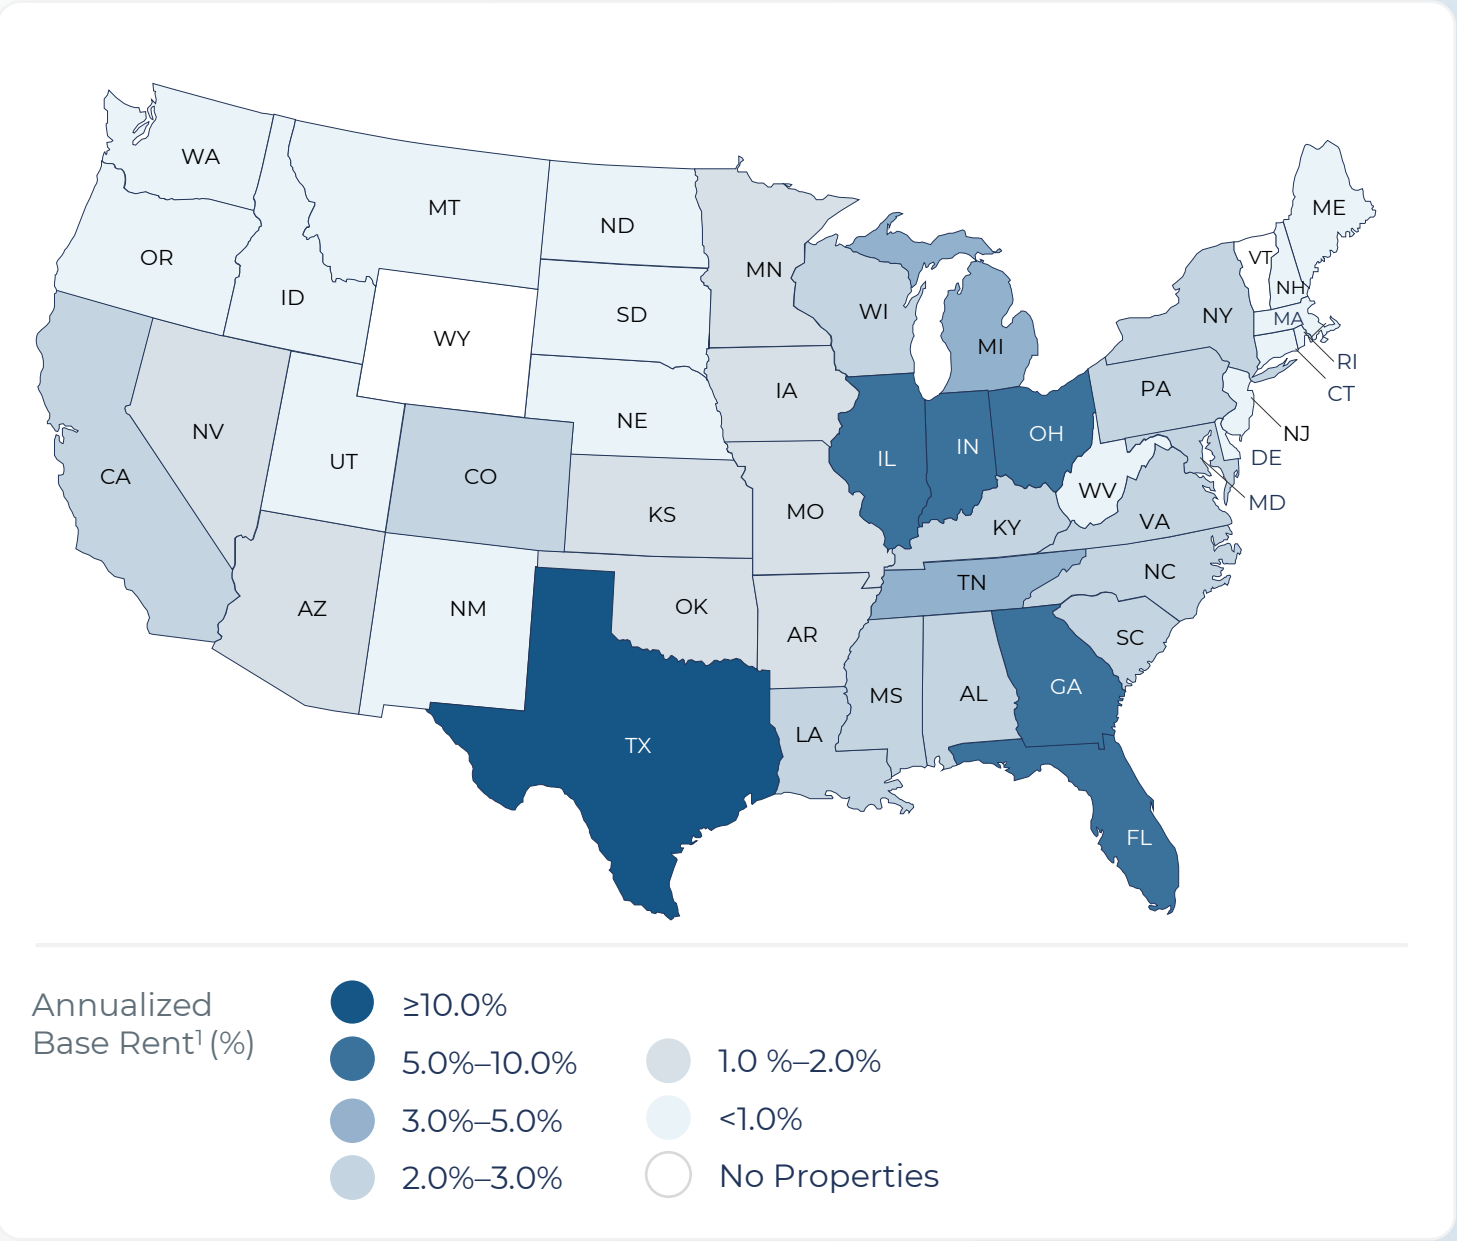 WA
MT
ND
ME
OR
MN
VT
ID
NH
WY
SD
WI
NY
MA
MI
RI
IA
PA
CT
NE
NV
OH
NJ
UT
IN
DE
CA
CO
IL
WV
MD
KS
MO
VA
KY
NC
TN
AZ
NM
OK
AR
SC
GA
MS
AL
TX
LA
FL
Annualized
Base Rent¹ (%)
≥10.0%
5.0%–10.0%
3.0%–5.0%
2.0%–3.0%
1.0 %–2.0%
<1.0%
No Properties